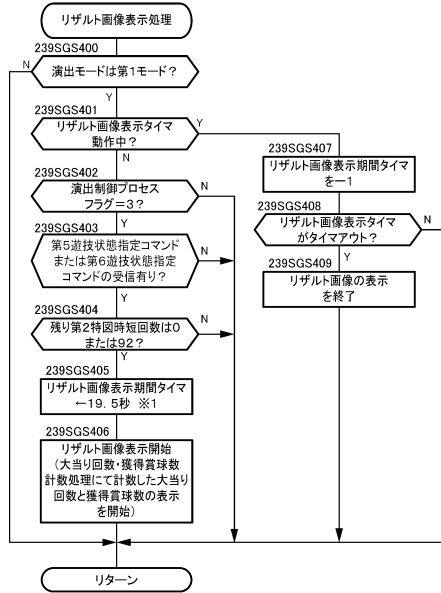 リザルト画像表示処理
239SGS400
N
演出モードは第1モード？
Y
239SGS401
リザルト画像表示タイマ
動作中？
Y
N
239SGS402
演出制御プロセス
フラグ＝3？
N
Y
239SGS403
第5遊技状態指定コマンド
または第6遊技状態指定
コマンドの受信有り？
N
Y
239SGS404
残り第2特図時短回数は0
または92？
N
Y
239SGS405
リザルト画像表示期間タイマ
←19．5秒 ※1
239SGS406
リザルト画像表示開始
（大当り回数・獲得賞球数
計数処理にて計数した大当り
回数と獲得賞球数の表示
を開始）
リターン
239SGS407
リザルト画像表示期間タイマ
を－1
239SGS408
リザルト画像表示タイマ
がタイマアウト？
N
Y
239SGS409
リザルト画像の表示
を終了